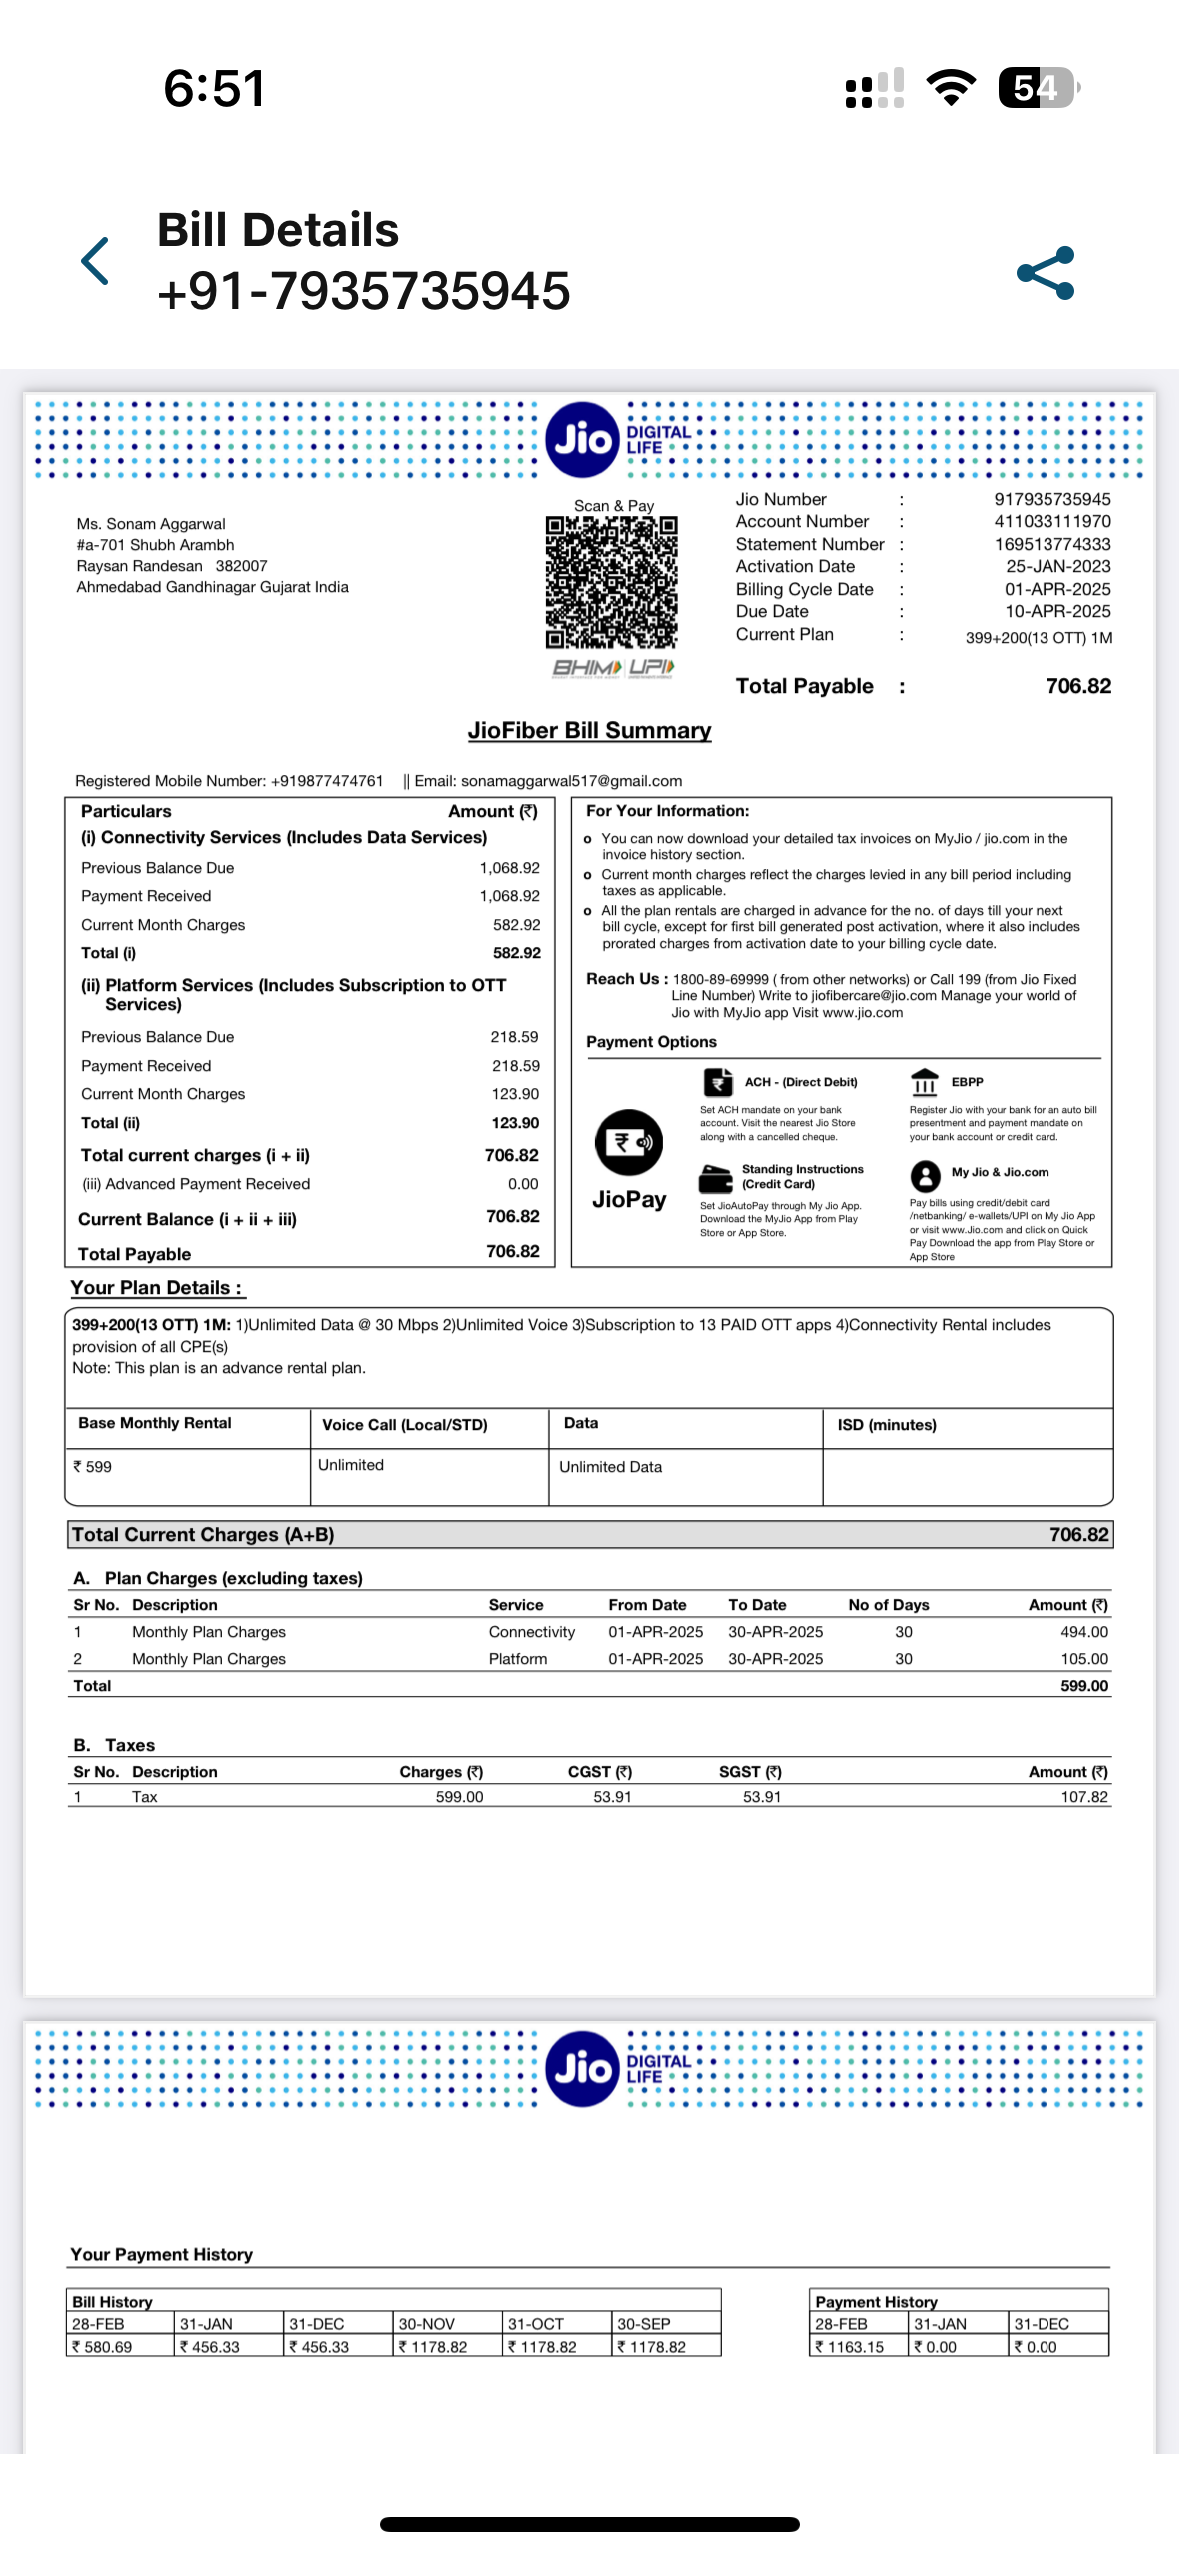 6:51
54
Bill Details
+91-7935735945
Jio DIGITAL LIFE
Ms. Sonam Aggarwal
#a-701 Shubh Arambh
Raysan Randesan 382007
Ahmedabad Gandhinagar Gujarat India
Scan & Pay
BHIM UPI
Jio Number : 917935735945
Account Number : 411033111970
Statement Number : 169513774333
Activation Date : 25-JAN-2023
Billing Cycle Date : 01-APR-2025
Due Date : 10-APR-2025
Current Plan : 399+200(13 OTT) 1M
Total Payable : 706.82
JioFiber Bill Summary
Registered Mobile Number: +919877474761 || Email: sonamaggarwal517@gmail.com
Particulars Amount (₹)
(i) Connectivity Services (Includes Data Services)
Previous Balance Due 1,068.92
Payment Received 1,068.92
Current Month Charges 582.92
Total (i) 582.92
(ii) Platform Services (Includes Subscription to OTT
Services)
Previous Balance Due 218.59
Payment Received 218.59
Current Month Charges 123.90
Total (ii) 123.90
Total current charges (i + ii) 706.82
(iii) Advanced Payment Received 0.00
Current Balance (i + ii + iii) 706.82
Total Payable 706.82
For Your Information:
o You can now download your detailed tax invoices on MyJio / jio.com in the
invoice history section.
o Current month charges reflect the charges levied in any bill period including
taxes as applicable.
o All the plan rentals are charged in advance for the no. of days till your next
bill cycle, except for first bill generated post activation, where it also includes
prorated charges from activation date to your billing cycle date.
Reach Us : 1800-89-69999 ( from other networks) or Call 199 (from Jio Fixed
Line Number) Write to jiofibercare@jio.com Manage your world of
Jio with MyJio app Visit www.jio.com
Payment Options
JioPay
ACH - (Direct Debit)
Set ACH mandate on your bank
account. Visit the nearest Jio Store
along with a cancelled cheque.
EBPP
Register Jio with your bank for an auto bill
presentment and payment mandate on
your bank account or credit card.
Standing Instructions
(Credit Card)
Set JioAutoPay through My Jio App.
Download the MyJio App from Play
Store or App Store.
My Jio & Jio.com
Pay bills using credit/debit card
/netbanking/ e-wallets/UPI on My Jio App
or visit www.Jio.com and click on Quick
Pay Download the app from Play Store or
App Store
Your Plan Details :
399+200(13 OTT) 1M: 1)Unlimited Data @ 30 Mbps 2)Unlimited Voice 3)Subscription to 13 PAID OTT apps 4)Connectivity Rental includes
provision of all CPE(s)
Note: This plan is an advance rental plan.
Base Monthly Rental Voice Call (Local/STD) Data ISD (minutes)
₹ 599 Unlimited Unlimited Data
Total Current Charges (A+B) 706.82
A. Plan Charges (excluding taxes)
Sr No. Description Service From Date To Date No of Days Amount (₹)
1 Monthly Plan Charges Connectivity 01-APR-2025 30-APR-2025 30 494.00
2 Monthly Plan Charges Platform 01-APR-2025 30-APR-2025 30 105.00
Total 599.00
B. Taxes
Sr No. Description Charges (₹) CGST (₹) SGST (₹) Amount (₹)
1 Tax 599.00 53.91 53.91 107.82
Jio DIGITAL LIFE
Your Payment History
Bill History
28-FEB 31-JAN 31-DEC 30-NOV 31-OCT 30-SEP
₹ 580.69 ₹ 456.33 ₹ 456.33 ₹ 1178.82 ₹ 1178.82 ₹ 1178.82
Payment History
28-FEB 31-JAN 31-DEC
₹ 1163.15 ₹ 0.00 ₹ 0.00